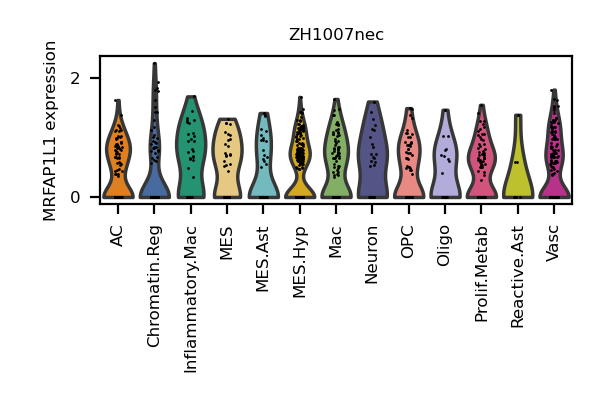 ZH1007nec
MRFAP1L1 expression
2
0
AC
Chromatin.Reg
Inflammatory.Mac
MES
MES.Ast
MES.Hyp
Mac
Neuron
OPC
Oligo
Prolif.Metab
Reactive.Ast
Vasc